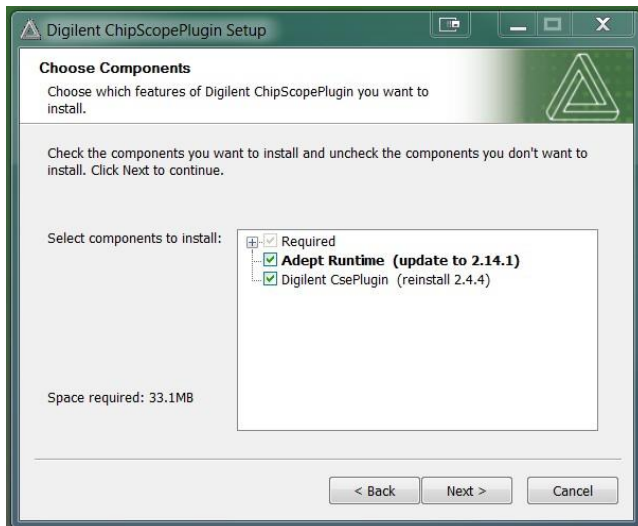 Digilent ChipScopePlugin Setup
Choose Components
Choose which features of Digilent ChipScopePlugin you want to
install.
Check the components you want to install and uncheck the components you don't want to
install. Click Next to continue.
Select components to install:
Required
Adept Runtime (update to 2.14.1)
Digilent CsePlugin (reinstall 2.4.4)
Space required: 33.1MB
< Back
Next >
Cancel